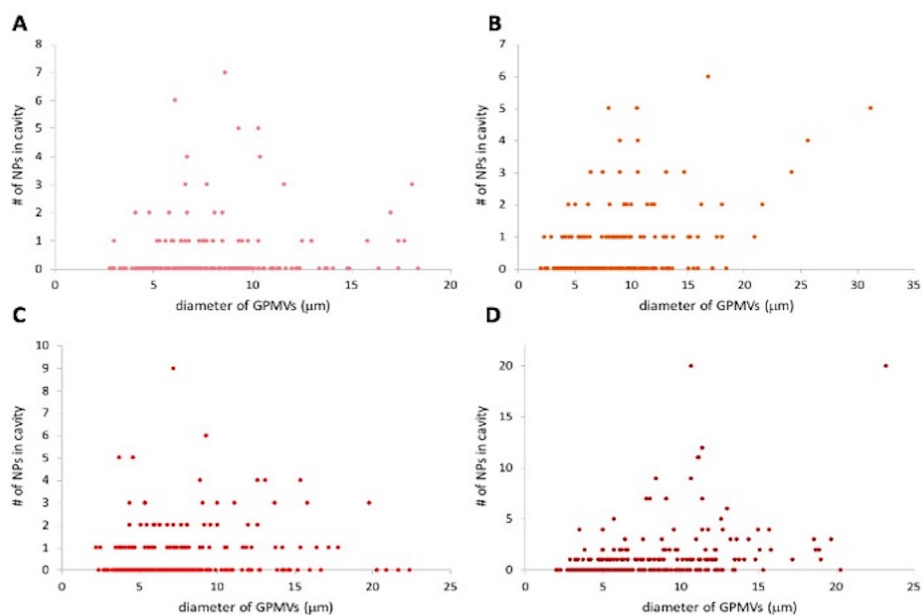 A
8
7
6
5
4
3
2
1
0
# of NPs in cavity
0 5 10 15 20
diameter of GPMVs (μm)
B
7
6
5
4
3
2
1
0
# of NPs in cavity
0 5 10 15 20 25 30 35
diameter of GPMVs (μm)
C
10
9
8
7
6
5
4
3
2
1
0
# of NPs in cavity
0 5 10 15 20 25
diameter of GPMVs (μm)
D
20
15
10
5
0
# of NPs in cavity
0 5 10 15 20 25
diameter of GPMVs (μm)